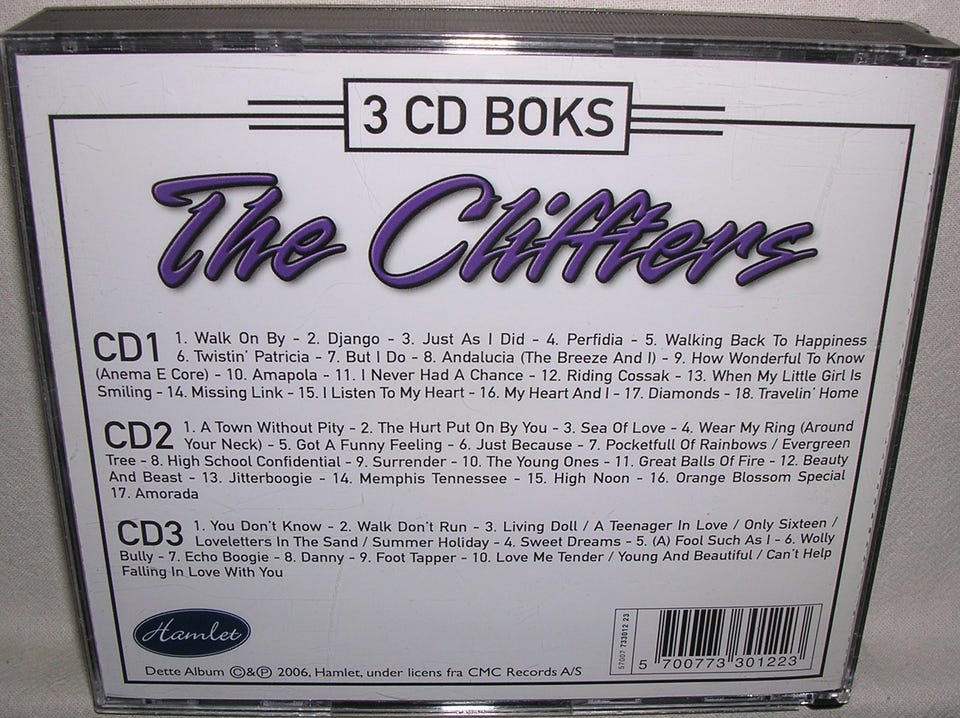 3 CD BOKS
The Cliffters
CD1 1. Walk On By - 2. Django - 3. Just As I Did - 4. Perfidia - 5. Walking Back To Happiness
6. Twistin' Patricia - 7. But I Do - 8. Andalucia (The Breeze And I) - 9. How Wonderful To Know
(Anema E Core) - 10. Amapola - 11. I Never Had A Chance - 12. Riding Cossak - 13. When My Little Girl Is
Smiling - 14. Missing Link - 15. I Listen To My Heart - 16. My Heart And I - 17. Diamonds - 18. Travelin' Home
CD2 1. A Town Without Pity - 2. The Hurt Put On By You - 3. Sea Of Love - 4. Wear My Ring (Around
Your Neck) - 5. Got A Funny Feeling - 6. Just Because - 7. Pocketfull Of Rainbows / Evergreen
Tree - 8. High School Confidential - 9. Surrender - 10. The Young Ones - 11. Great Balls Of Fire - 12. Beauty
And Beast - 13. Jitterboogie - 14. Memphis Tennessee - 15. High Noon - 16. Orange Blossom Special
17. Amorada
CD3 1. You Don't Know - 2. Walk Don't Run - 3. Living Doll / A Teenager In Love / Only Sixteen /
Loveletters In The Sand / Summer Holiday - 4. Sweet Dreams - 5. (A) Fool Such As I - 6. Wolly
Bully - 7. Echo Boogie - 8. Danny - 9. Foot Tapper - 10. Love Me Tender / Young And Beautiful / Can't Help
Falling In Love With You
Hamlet
Dette Album ©&℗ 2006, Hamlet, under licens fra CMC Records A/S
57007 733012 23
5 700773 301223